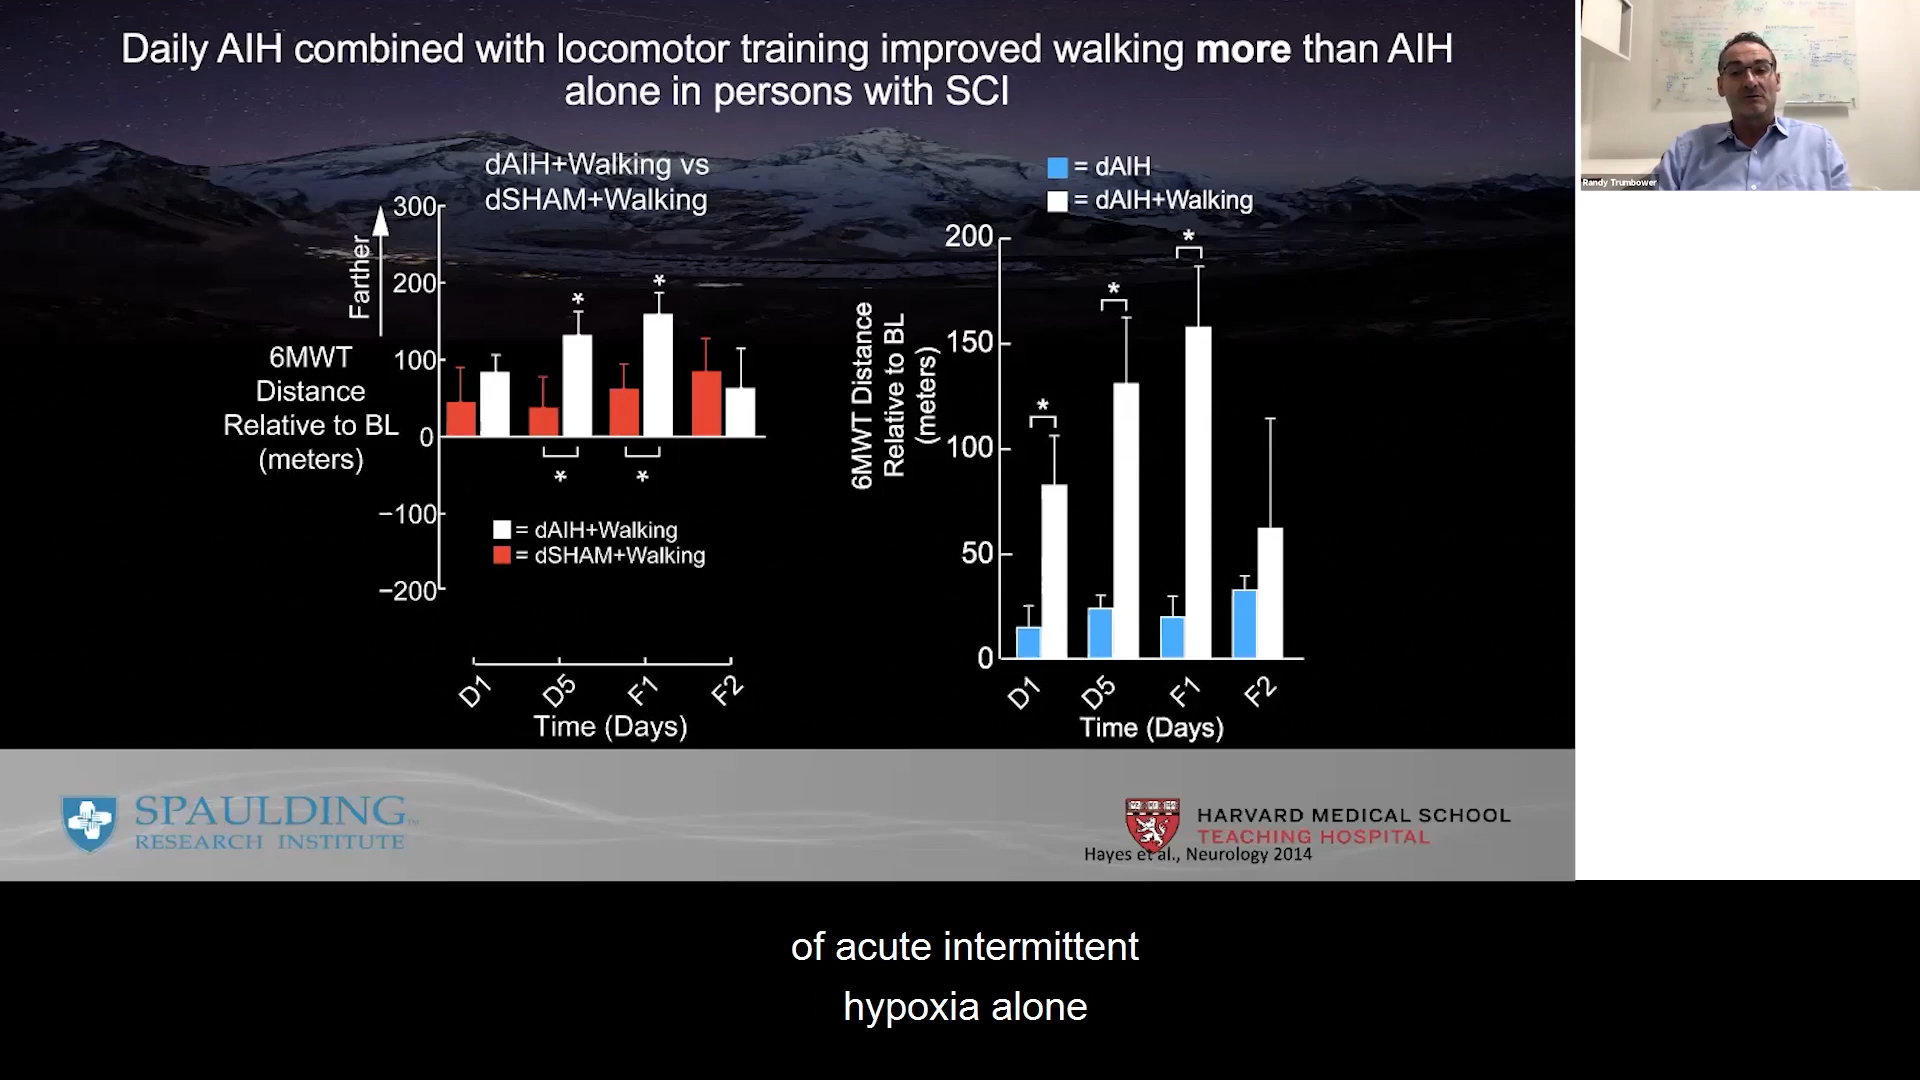 Daily AIH combined with locomotor training improved walking more than AIH
alone in persons with SCI
dAIH+Walking vs
dSHAM+Walking
300
200
100
0
−100
−200
Farther
6MWT
Distance
Relative to BL
(meters)
*
*
*
*
= dAIH+Walking
= dSHAM+Walking
D1
D5
F1
F2
Time (Days)
= dAIH
= dAIH+Walking
200
150
100
50
0
6MWT Distance
Relative to BL
(meters)
*
*
*
D1
D5
F1
F2
Time (Days)
SPAULDING
RESEARCH INSTITUTE
HARVARD MEDICAL SCHOOL
TEACHING HOSPITAL
Hayes et al., Neurology 2014
Randy Trumbower
of acute intermittent
hypoxia alone